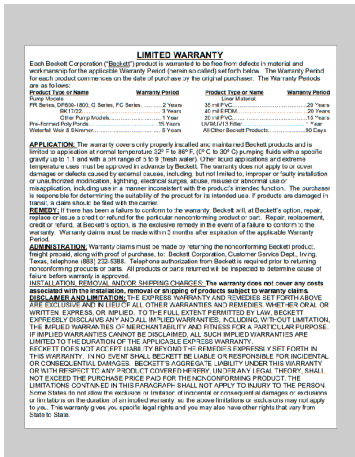 LIMITED WARRANTY
Each Beckett Corporation ("Beckett") product is warranted to be free from defects in material and
workmanship for the applicable Warranty Period (herein so called) set forth below. The Warranty Period
for each product commences on the date of purchase by the original purchaser. The Warranty Periods
are as follows:
Product Type or Name Warranty Period Product Type or Name Warranty Period
Pump Models Liner Material
FR Series, DP800-1800, G Series, FC Series 2 Years 35 mil PVC 20 Years
BK17/22 3 Years 40 mil EPDM 20 Years
Other Pump Models 1 Year 20 mil PVC 15 Years
Pre-Formed Ponds 15 Years UV/MUV13 Filter 1 Year
Waterfall Weir & Skimmer 5 Years All Other Beckett Products 90 Days
APPLICATION: The warranty covers only properly installed and maintained Beckett products and is
limited to application at normal temperature 32º F to 86º F, (0º C to 30º C) pumping fluids with a specific
gravity up to 1.1 and with a pH range of 5 to 9 (fresh water). Other liquid applications and extreme
temperature uses must be approved in advance by Beckett. The warranty does not apply to or cover
damages or defects caused by external causes, including, but not limited to, improper or faulty installation
or unauthorized modification, lightning, electrical surges, abuse, misuse or abnormal use or
misapplication, including use in a manner inconsistent with the product's intended function. The purchaser
is responsible for determining the suitability of the product for its intended use. If products are damaged in
transit, a claim should be filed with the carrier.
REMEDY: If there has been a failure to conform to the warranty, Beckett will, at Beckett's option, repair,
replace or issue a credit or refund for the particular nonconforming product or part. Repair, replacement,
credit or refund, at Beckett's option, is the exclusive remedy in the event of a failure to conform to the
warranty. Warranty claims must be made within 3 months after expiration of the applicable Warranty
Period.
ADMINISTRATION: Warranty claims must be made by returning the nonconforming Beckett product,
freight prepaid, along with proof of purchase, to: Beckett Corporation, Customer Service Dept., Irving,
Texas, telephone (888) 232-5388. Telephone authorization from Beckett is required prior to returning
nonconforming products or parts. All products or parts returned will be inspected to determine cause of
failure before warranty is approved.
INSTALLATION, REMOVAL AND/OR SHIPPING CHARGES: The warranty does not cover any costs
associated with the installation, removal or shipping of products subject to warranty claims.
DISCLAIMER AND LIMITATION: THE EXPRESS WARRANTY AND REMEDIES SET FORTH ABOVE
ARE EXCLUSIVE AND IN LIEU OF ALL OTHER WARRANTIES AND REMEDIES, WHETHER ORAL OR
WRITTEN, EXPRESS, OR IMPLIED. TO THE FULL EXTENT PERMITTED BY LAW, BECKETT
EXPRESSLY DISCLAIMS ANY AND ALL IMPLIED WARRANTIES, INCLUDING, WITHOUT LIMITATION,
THE IMPLIED WARRANTIES OF MERCHANTABILITY AND FITNESS FOR A PARTICULAR PURPOSE.
IF IMPLIED WARRANTIES CANNOT BE DISCLAIMED, ALL SUCH IMPLIED WARRANTIES ARE
LIMITED TO THE DURATION OF THE APPLICABLE EXPRESS WARRANTY.
BECKETT DOES NOT ACCEPT LIABILITY BEYOND THE REMEDIES EXPRESSLY SET FORTH IN
THIS WARRANTY. IN NO EVENT SHALL BECKETT BE LIABLE OR RESPONSIBLE FOR INCIDENTAL
OR CONSEQUENTIAL DAMAGES. BECKETT'S AGGREGATE LIABILITY UNDER THIS WARRANTY
OR WITH RESPECT TO ANY PRODUCT COVERED HEREBY, UNDER ANY LEGAL THEORY, SHALL
NOT EXCEED THE PURCHASE PRICE PAID FOR THE NONCONFORMING PRODUCT. THE
LIMITATIONS CONTAINED IN THIS PARAGRAPH SHALL NOT APPLY TO INJURY TO THE PERSON.
Some States do not allow the exclusion or limitation of incidental or consequential damages or exclusions
or limitations on the duration of an implied warranty, so the above limitations or exclusions may not apply
to you. This warranty gives you specific legal rights and you may also have other rights that vary from
State to State.